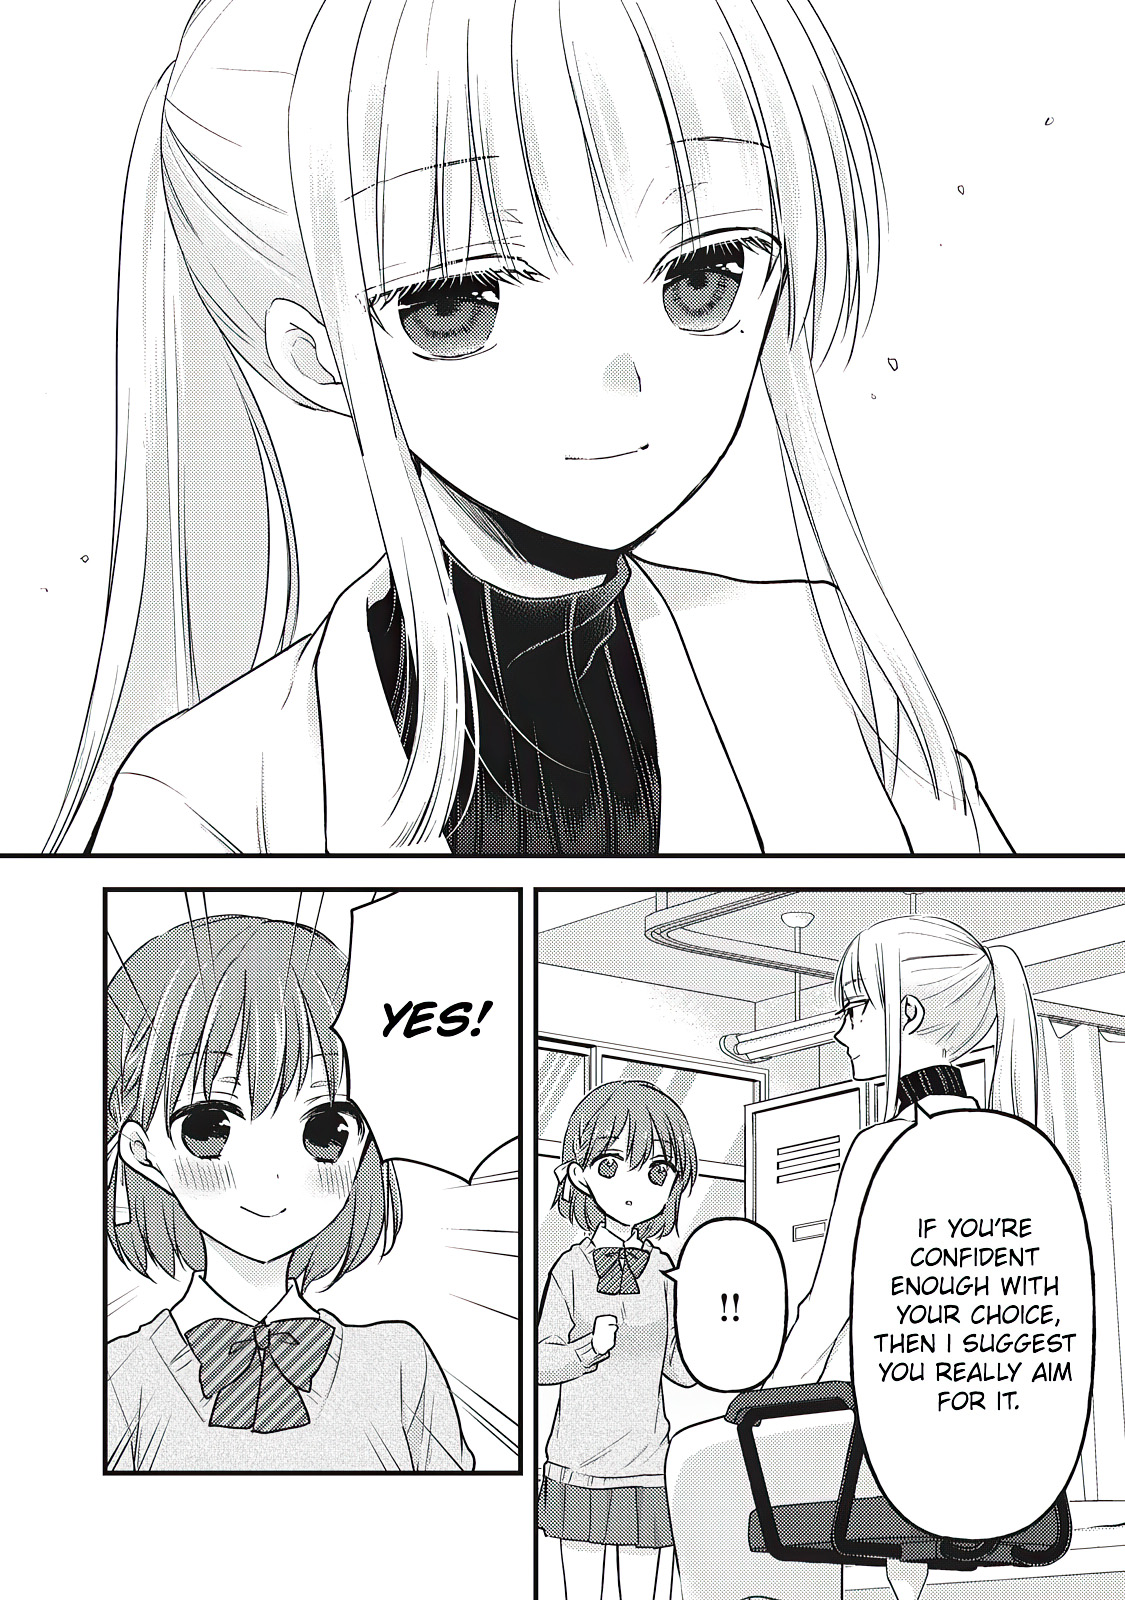 IF YOU'RE
CONFIDENT
ENOUGH WITH
YOUR CHOICE,
THEN I SUGGEST
YOU REALLY AIM
FOR IT.
!!
YES!